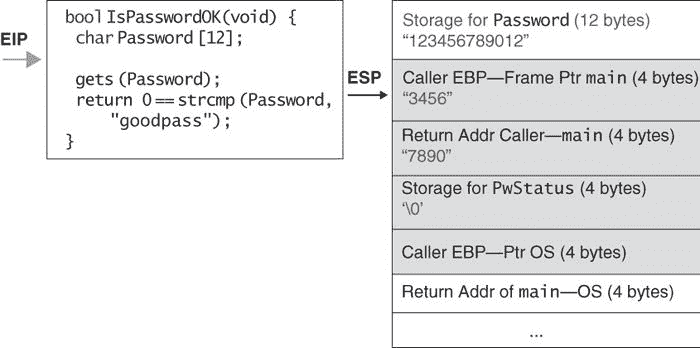 EIP
bool IsPasswordOK(void) {
char Password[12];
gets(Password);
return 0==strcmp(Password,
"goodpass");
}
ESP
Storage for Password (12 bytes)
“123456789012”
Caller EBP—Frame Ptr main (4 bytes)
“3456”
Return Addr Caller—main (4 bytes)
“7890”
Storage for PwStatus (4 bytes)
‘\0’
Caller EBP—Ptr OS (4 bytes)
Return Addr of main—OS (4 bytes)
...